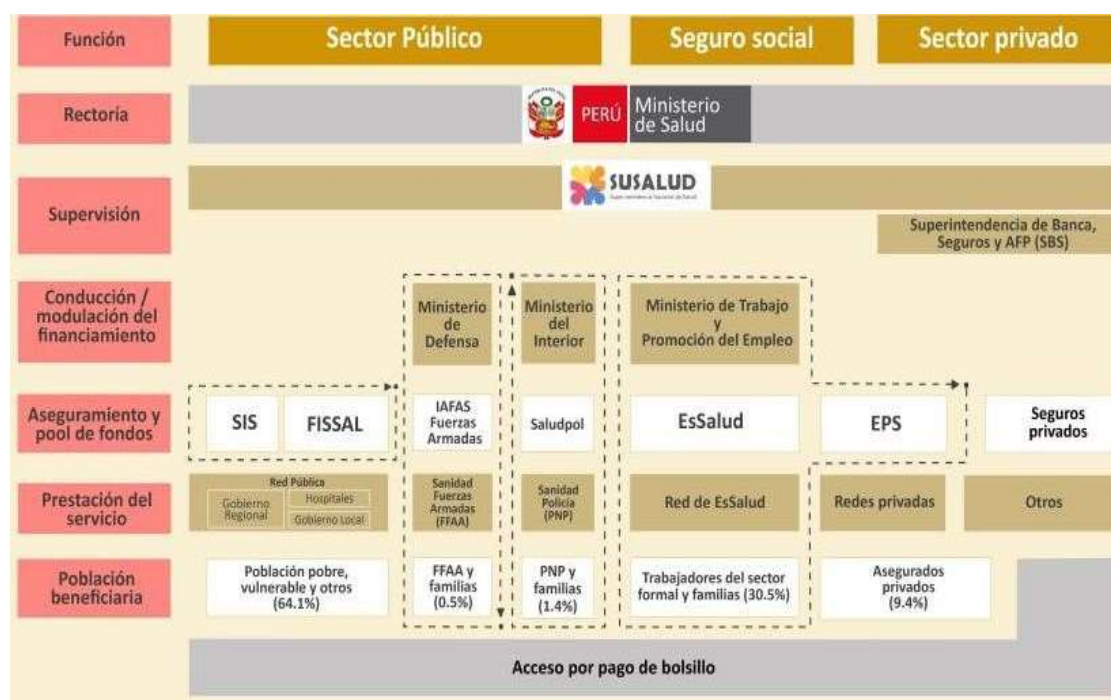 Función
Sector Público
Seguro social
Sector privado
Rectoría
PERÚ
Ministerio
de Salud
Supervisión
SUSALUD
Superintendencia de Banca,
Seguros y AFP (SBS)
Conducción /
modulación del
financiamiento
Ministerio
de
Defensa
Ministerio
del
Interior
Ministerio de Trabajo
y
Promoción del Empleo
Aseguramiento y
pool de fondos
SIS
FISSAL
IAFAS
Fuerzas
Armadas
Saludpol
EsSalud
EPS
Seguros
privados
Prestación del
servicio
Red Pública
Gobierno
Regional
Hospitales
Gobierno Local
Sanidad
Fuerzas
Armadas
(FFAA)
Sanidad
Policía
(PNP)
Red de EsSalud
Redes privadas
Otros
Población
beneficiaria
Población pobre,
vulnerable y otros
(64.1%)
FFAA y
familias
(0.5%)
PNP y
familias
(1.4%)
Trabajadores del sector
formal y familias (30.5%)
Asegurados
privados
(9.4%)
Acceso por pago de bolsillo